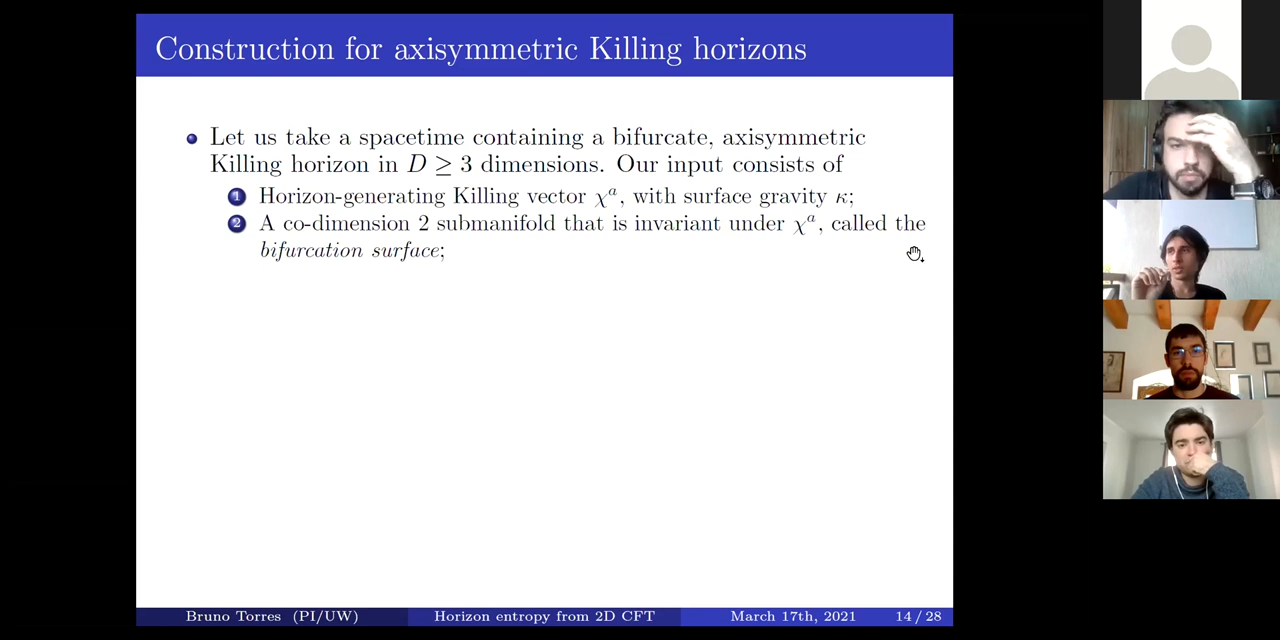 Construction for axisymmetric Killing horizons
Let us take a spacetime containing a bifurcate, axisymmetric
Killing horizon in D ≥ 3 dimensions. Our input consists of
1 Horizon-generating Killing vector χᵃ, with surface gravity κ;
2 A co-dimension 2 submanifold that is invariant under χᵃ, called the
bifurcation surface;
Bruno Torres (PI/UW) Horizon entropy from 2D CFT March 17th, 2021 14 / 28